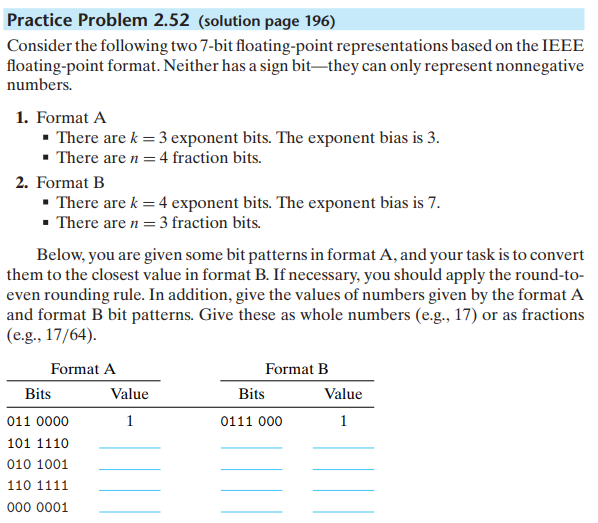 Practice Problem 2.52 (solution page 196)
Consider the following two 7-bit floating-point representations based on the IEEE
floating-point format. Neither has a sign bit—they can only represent nonnegative
numbers.
1. Format A
▪ There are k = 3 exponent bits. The exponent bias is 3.
▪ There are n = 4 fraction bits.
2. Format B
▪ There are k = 4 exponent bits. The exponent bias is 7.
▪ There are n = 3 fraction bits.
Below, you are given some bit patterns in format A, and your task is to convert
them to the closest value in format B. If necessary, you should apply the round-to-
even rounding rule. In addition, give the values of numbers given by the format A
and format B bit patterns. Give these as whole numbers (e.g., 17) or as fractions
(e.g., 17/64).
Format A Format B
Bits Value Bits Value
011 0000 1 0111 000 1
101 1110
010 1001
110 1111
000 0001